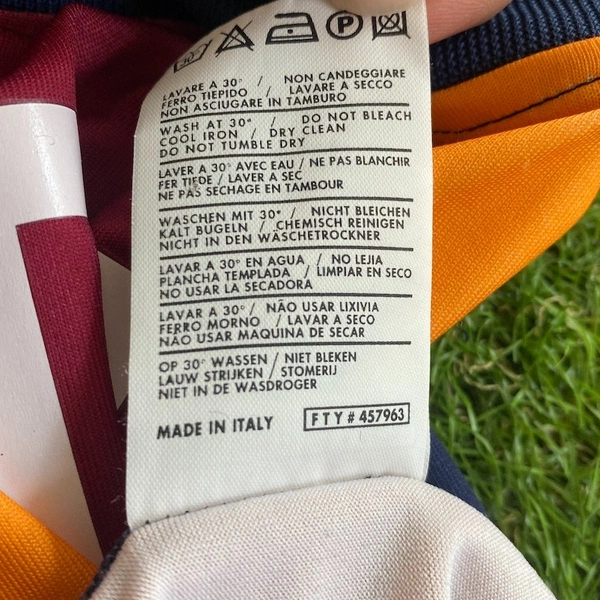 30°
P
LAVARE A 30° / NON CANDEGGIARE
FERRO TIEPIDO / LAVARE A SECCO
NON ASCIUGARE IN TAMBURO
WASH AT 30° / DO NOT BLEACH
COOL IRON / DRY CLEAN
DO NOT TUMBLE DRY
LAVER A 30° AVEC EAU / NE PAS BLANCHIR
FER TIEDE / LAVER A SEC
NE PAS SECHAGE EN TAMBOUR
WASCHEN MIT 30° / NICHT BLEICHEN
KALT BUGELN / CHEMISCH REINIGEN
NICHT IN DEN WÄSCHETROCKNER
LAVAR A 30° EN AGUA / NO LEJIA
PLANCHA TEMPLADA / LIMPIAR EN SECO
NO USAR LA SECADORA
LAVAR A 30° / NÃO USAR LIXIVIA
FERRO MORNO / LAVAR A SECO
NÃO USAR MAQUINA DE SECAR
OP 30° WASSEN / NIET BLEKEN
LAUW STRIJKEN / STOMERIJ
NIET IN DE WASDROGER
MADE IN ITALY FTY # 457963